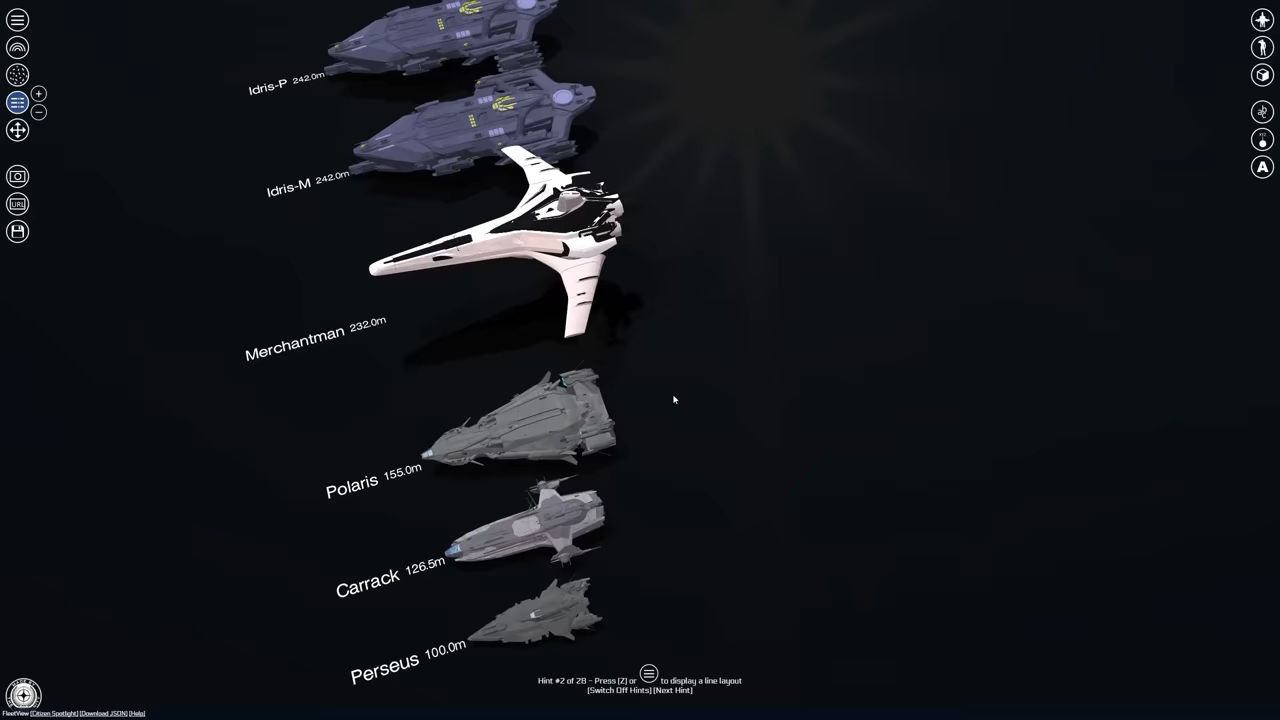 Idris-P 242.0m
Idris-M 242.0m
Merchantman 232.0m
Polaris 155.0m
Carrack 126.5m
Perseus 100.0m
URL
XYZ
A
Hint #2 of 28 - Press [Z] or to display a line layout
[Switch Off Hints] [Next Hint]
FleetView [Citizen Spotlight] [Download JSON] [Help]